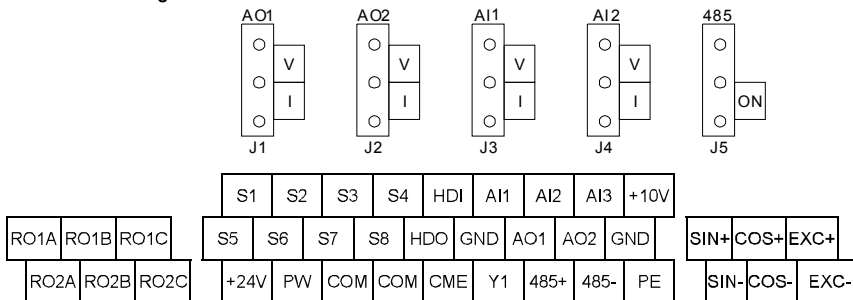 AO1 AO2 AI1 AI2 485
V V V V
I I I I ON
J1 J2 J3 J4 J5
S1 S2 S3 S4 HDI AI1 AI2 AI3 +10V
RO1A RO1B RO1C S5 S6 S7 S8 HDO GND AO1 AO2 GND SIN+ COS+ EXC+
RO2A RO2B RO2C +24V PW COM COM CME Y1 485+ 485- PE SIN- COS- EXC-